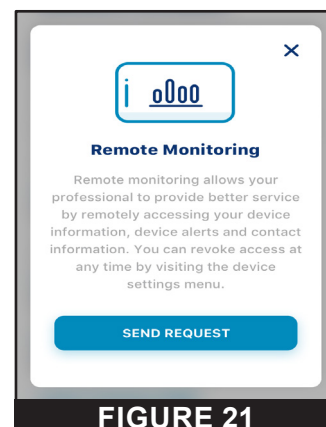 Remote Monitoring
Remote monitoring allows your
professional to provide better service
by remotely accessing your device
information, device alerts and contact
information. You can revoke access at
any time by visiting the device
settings menu.
SEND REQUEST
FIGURE 21